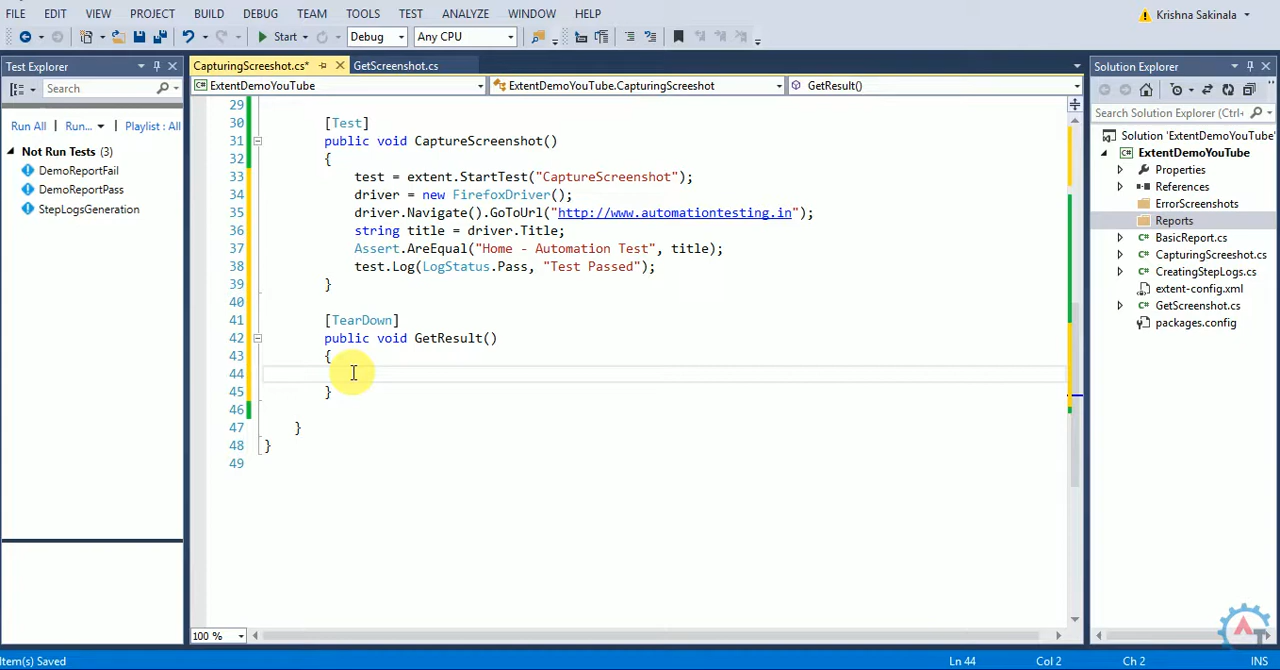 FILE EDIT VIEW PROJECT BUILD DEBUG TEAM TOOLS TEST ANALYZE WINDOW HELP Krishna Sakinala
Start Debug Any CPU
Test Explorer
Search
Run All Run... Playlist : All
Not Run Tests (3)
DemoReportFail
DemoReportPass
StepLogsGeneration
CapturingScreeshot.cs* GetScreenshot.cs
ExtentDemoYouTube ExtentDemoYouTube.CapturingScreeshot GetResult()
29
30 [Test]
31 public void CaptureScreenshot()
32 {
33 test = extent.StartTest("CaptureScreenshot");
34 driver = new FirefoxDriver();
35 driver.Navigate().GoToUrl("http://www.automationtesting.in");
36 string title = driver.Title;
37 Assert.AreEqual("Home - Automation Test", title);
38 test.Log(LogStatus.Pass, "Test Passed");
39 }
40
41 [TearDown]
42 public void GetResult()
43 {
44
45 }
46
47 }
48 }
49
100 %
Solution Explorer
Search Solution Explorer (Ctrl+
Solution 'ExtentDemoYouTube'
ExtentDemoYouTube
Properties
References
ErrorScreenshots
Reports
BasicReport.cs
CapturingScreeshot.cs
CreatingStepLogs.cs
extent-config.xml
GetScreenshot.cs
packages.config
AT
Item(s) Saved Ln 44 Col 2 Ch 2 INS